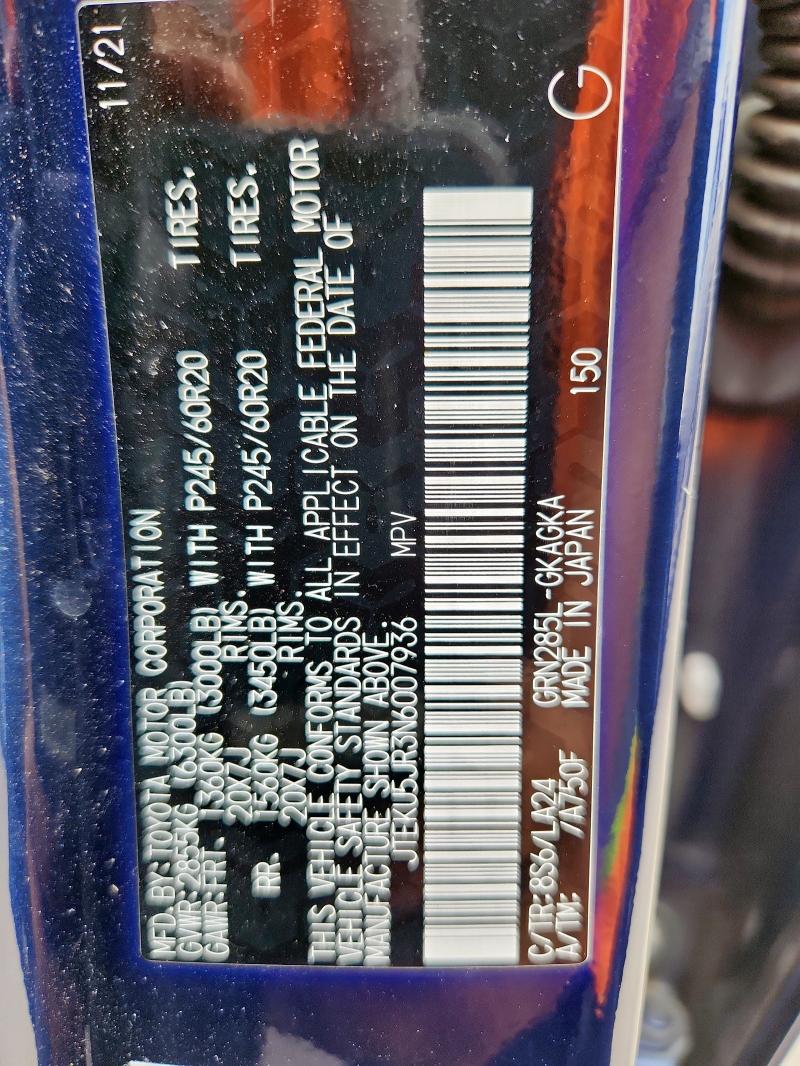 MFD. BY: TOYOTA MOTOR CORPORATION 11/21
GVWR: 2855KG (6300LB)
GAWR: FRT. 1360KG (3000LB) WITH P245/60R20 TIRES.
20X7J RIMS.
RR. 1560KG (3450LB) WITH P245/60R20 TIRES.
20X7J RIMS.
THIS VEHICLE CONFORMS TO ALL APPLICABLE FEDERAL MOTOR
VEHICLE SAFETY STANDARDS IN EFFECT ON THE DATE OF
MANUFACTURE SHOWN ABOVE.
JTEKU5JR3N6007936 MPV
C/TR: 8S6/LA24 GRN285L-GKAGKA G
A/TM: /A750F MADE IN JAPAN 150